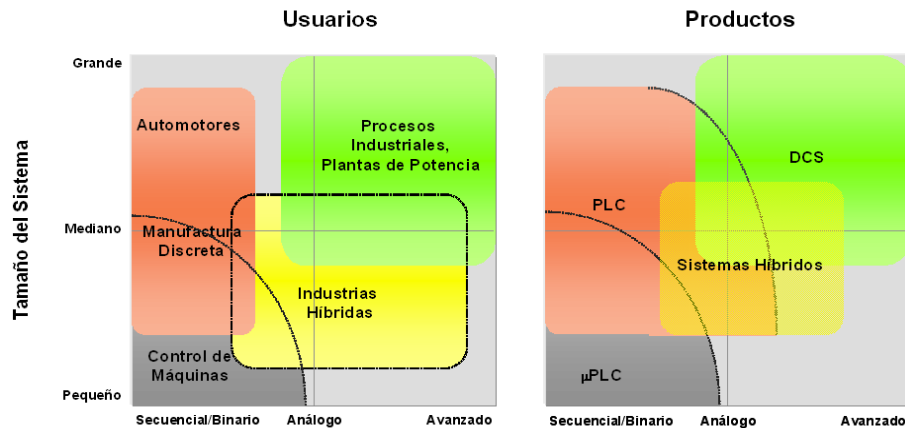 Usuarios
Productos
Tamaño del Sistema
Grande
Mediano
Pequeño
Automotores
Procesos
Industriales,
Plantas de Potencia
Manufactura
Discreta
Industrias
Híbridas
Control de
Máquinas
Secuencial/Binario
Análogo
Avanzado
DCS
PLC
Sistemas Híbridos
µPLC
Secuencial/Binario
Análogo
Avanzado